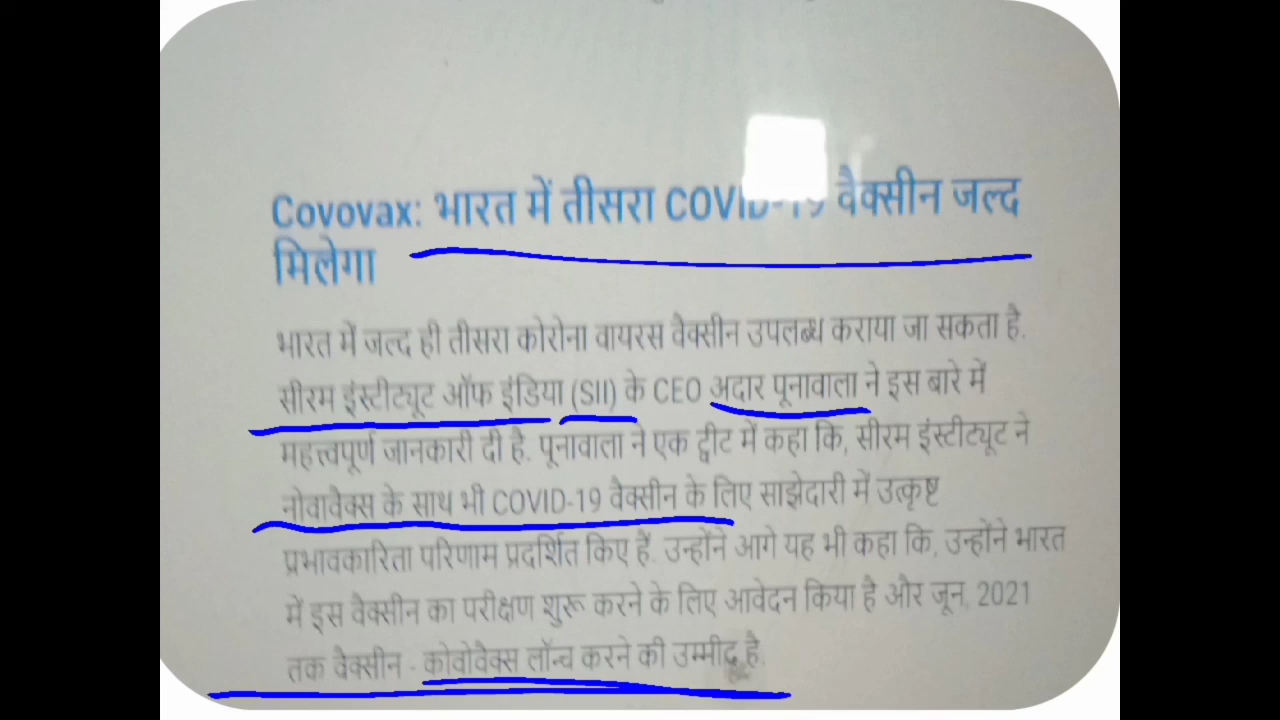 Covovax: भारत में तीसरा COVID-19 वैक्सीन जल्द
मिलेगा
भारत में जल्द ही तीसरा कोरोना वायरस वैक्सीन उपलब्ध कराया जा सकता है.
सीरम इंस्टीट्यूट ऑफ इंडिया (SII) के CEO अदार पूनावाला ने इस बारे में
महत्त्वपूर्ण जानकारी दी है. पूनावाला ने एक ट्वीट में कहा कि, सीरम इंस्टीट्यूट ने
नोवावैक्स के साथ भी COVID-19 वैक्सीन के लिए साझेदारी में उत्कृष्ट
प्रभावकारिता परिणाम प्रदर्शित किए हैं. उन्होंने आगे यह भी कहा कि, उन्होंने भारत
में इस वैक्सीन का परीक्षण शुरू करने के लिए आवेदन किया है और जून, 2021
तक वैक्सीन - कोवोवैक्स लॉन्च करने की उम्मीद है.